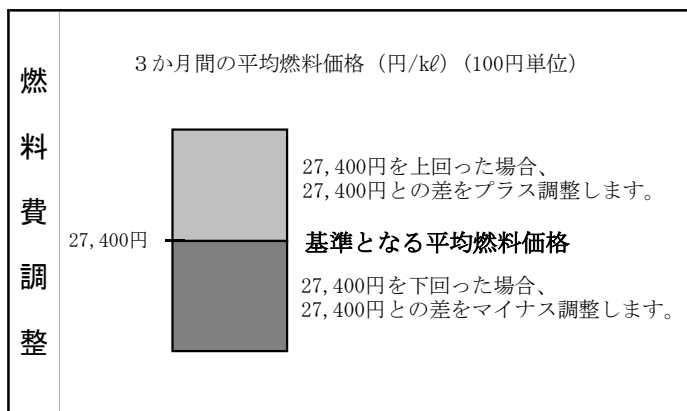 燃料費調整
3か月間の平均燃料価格（円/kℓ）（100円単位）
27,400円を上回った場合、
27,400円との差をプラス調整します。
27,400円
基準となる平均燃料価格
27,400円を下回った場合、
27,400円との差をマイナス調整します。